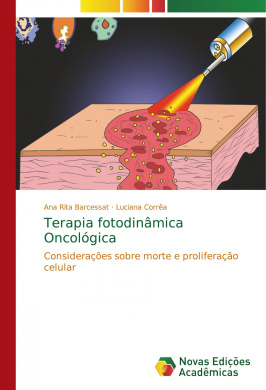 Ana Rita Barcessat · Luciana Corrêa
Terapia fotodinâmica
Oncológica
Considerações sobre morte e proliferação
celular
Novas Edições
Acadêmicas